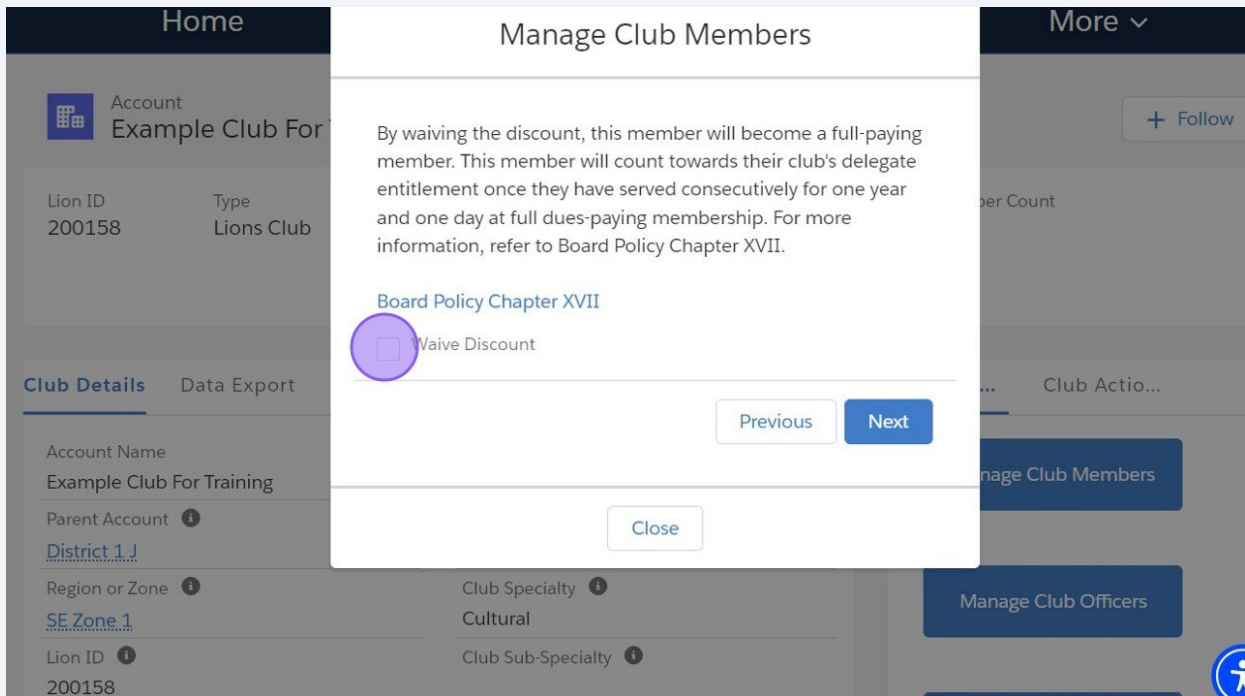 Home
More
Manage Club Members
Account
Example Club For
+ Follow
By waiving the discount, this member will become a full-paying
member. This member will count towards their club's delegate
entitlement once they have served consecutively for one year
and one day at full dues-paying membership. For more
information, refer to Board Policy Chapter XVII.
Lion ID
Type
Count
200158
Lions Club
Board Policy Chapter XVII
Waive Discount
Club Details
Data Export
...
Club Actio...
Previous
Next
Account Name
Example Club For Training
Club Members
Parent Account
District 1 J
Close
Region or Zone
SE Zone 1
Club Specialty
Cultural
Manage Club Officers
Lion ID
200158
Club Sub-Specialty